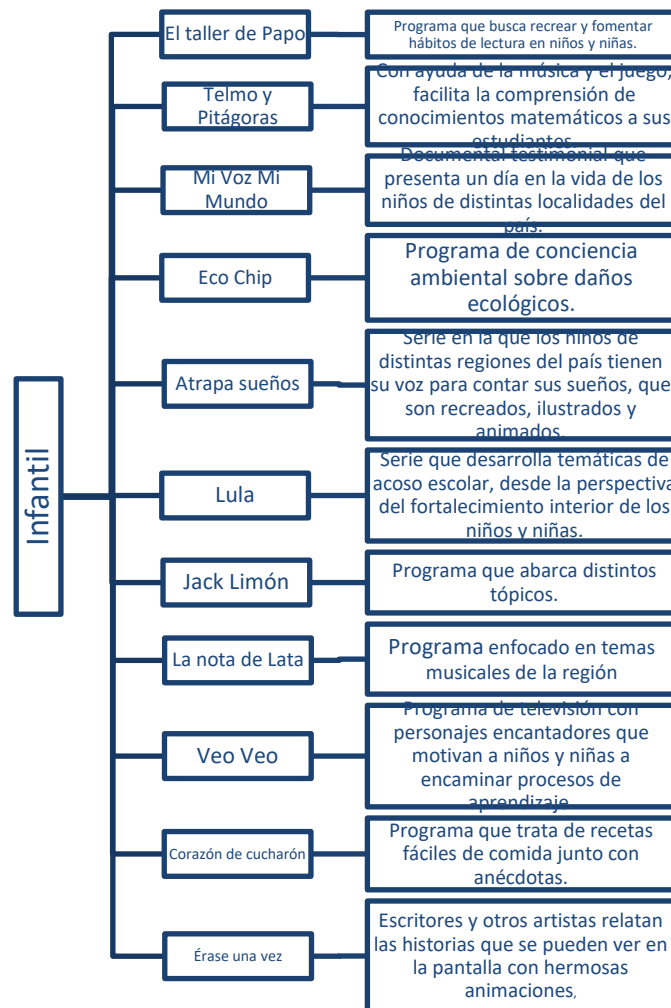 Infantil
El taller de Papo
Programa que busca recrear y fomentar
hábitos de lectura en niños y niñas.
Telmo y
Pitágoras
Con ayuda de la música y el juego,
facilita la comprensión de
conocimientos matemáticos a sus
estudiantes.
Mi Voz Mi
Mundo
Documental testimonial que
presenta un día en la vida de los
niños de distintas localidades del
país.
Eco Chip
Programa de conciencia
ambiental sobre daños
ecológicos.
Atrapa sueños
Serie en la que los niños de
distintas regiones del país tienen
su voz para contar sus sueños, que
son recreados, ilustrados y
animados.
Lula
Serie que desarrolla temáticas de
acoso escolar, desde la perspectiva
del fortalecimiento interior de los
niños y niñas.
Jack Limón
Programa que abarca distintos
tópicos.
La nota de Lata
Programa enfocado en temas
musicales de la región
Veo Veo
Programa de televisión con
personajes encantadores que
motivan a niños y niñas a
encaminar procesos de
aprendizaje
Corazón de cucharón
Programa que trata de recetas
fáciles de comida junto con
anécdotas.
Érase una vez
Escritores y otros artistas relatan
las historias que se pueden ver en
la pantalla con hermosas
animaciones,